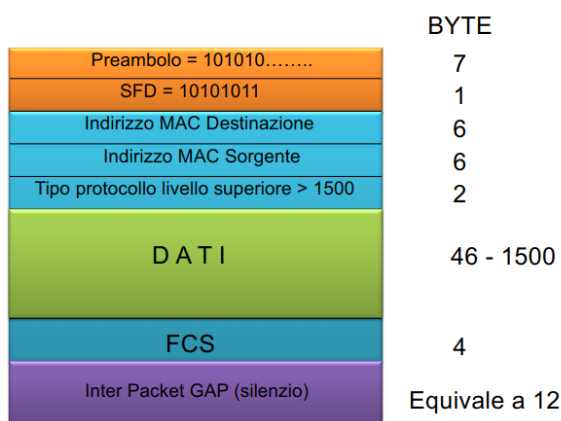 BYTE
Preambolo = 101010........ 7
SFD = 10101011 1
Indirizzo MAC Destinazione 6
Indirizzo MAC Sorgente 6
Tipo protocollo livello superiore > 1500 2
D A T I 46 - 1500
FCS 4
Inter Packet GAP (silenzio) Equivale a 12